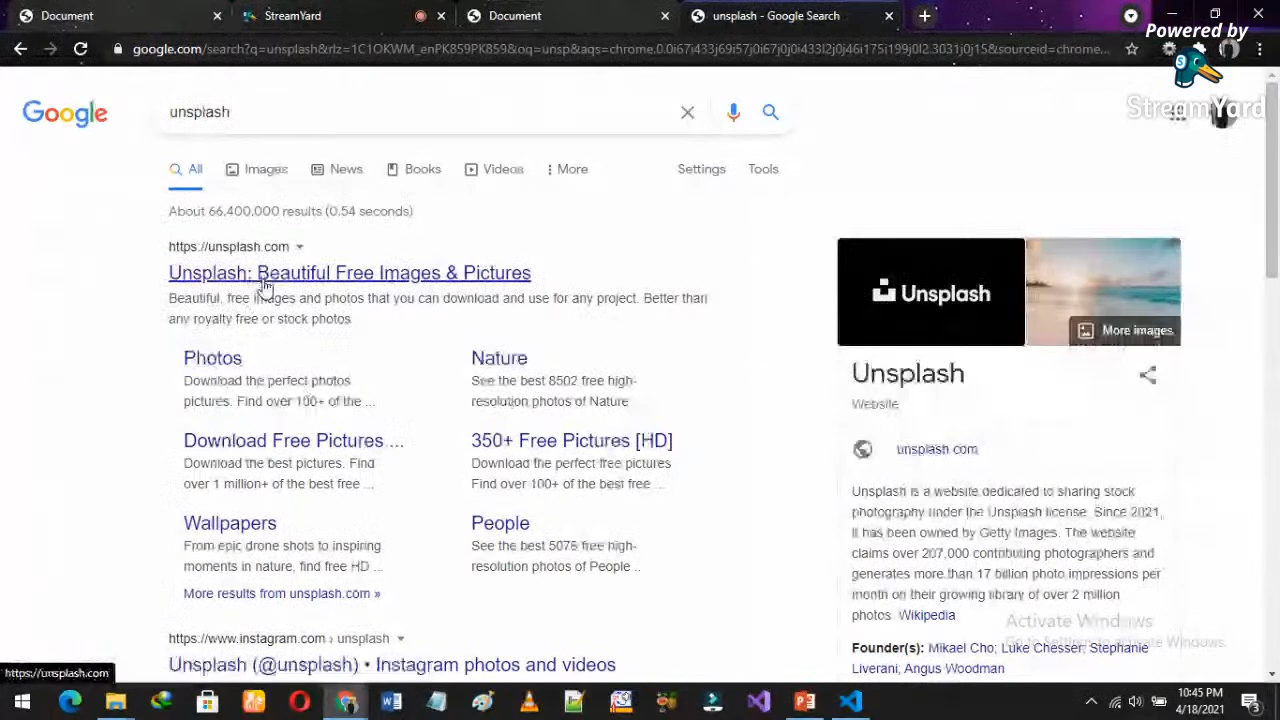 Document
StreamYard
Document
unsplash - Google Search
Powered by
google.com/search?q=unsplash&rlz=1C1OKWM_enPK859PK859&oq=unsp&aqs=chrome.0.0i67i433j69i57j0i67j0j0i433l2j0j46i175i199j0l2.3031j0j15&sourceid=chrome...
StreamYard
Google
unsplash
All
Images
News
Books
Videos
More
Settings
Tools
About 66,400,000 results (0.54 seconds)
https://unsplash.com
Unsplash: Beautiful Free Images & Pictures
Beautiful, free images and photos that you can download and use for any project. Better than
any royalty free or stock photos
Photos
Download the perfect photos
pictures. Find over 100+ of the ...
Nature
See the best 8502 free high-
resolution photos of Nature
Download Free Pictures ...
Download the best pictures. Find
over 1 million+ of the best free ...
350+ Free Pictures [HD]
Download the perfect free pictures
Find over 100+ of the best free ...
Wallpapers
From epic drone shots to inspiring
moments in nature, find free HD ...
People
See the best 5075 free high-
resolution photos of People ..
More results from unsplash.com »
https://www.instagram.com › unsplash
Unsplash (@unsplash) • Instagram photos and videos
https://unsplash.com
Unsplash
More images
Unsplash
Website
unsplash.com
Unsplash is a website dedicated to sharing stock
photography under the Unsplash license. Since 2021,
it has been owned by Getty Images. The website
claims over 207,000 contributing photographers and
generates more than 17 billion photo impressions per
month on their growing library of over 2 million
photos. Wikipedia
Founder(s): Mikael Cho; Luke Chesser, Stephanie
Liverani, Angus Woodman
Activate Windows
Go to Settings to activate Windows.
10:45 PM
4/18/2021
3